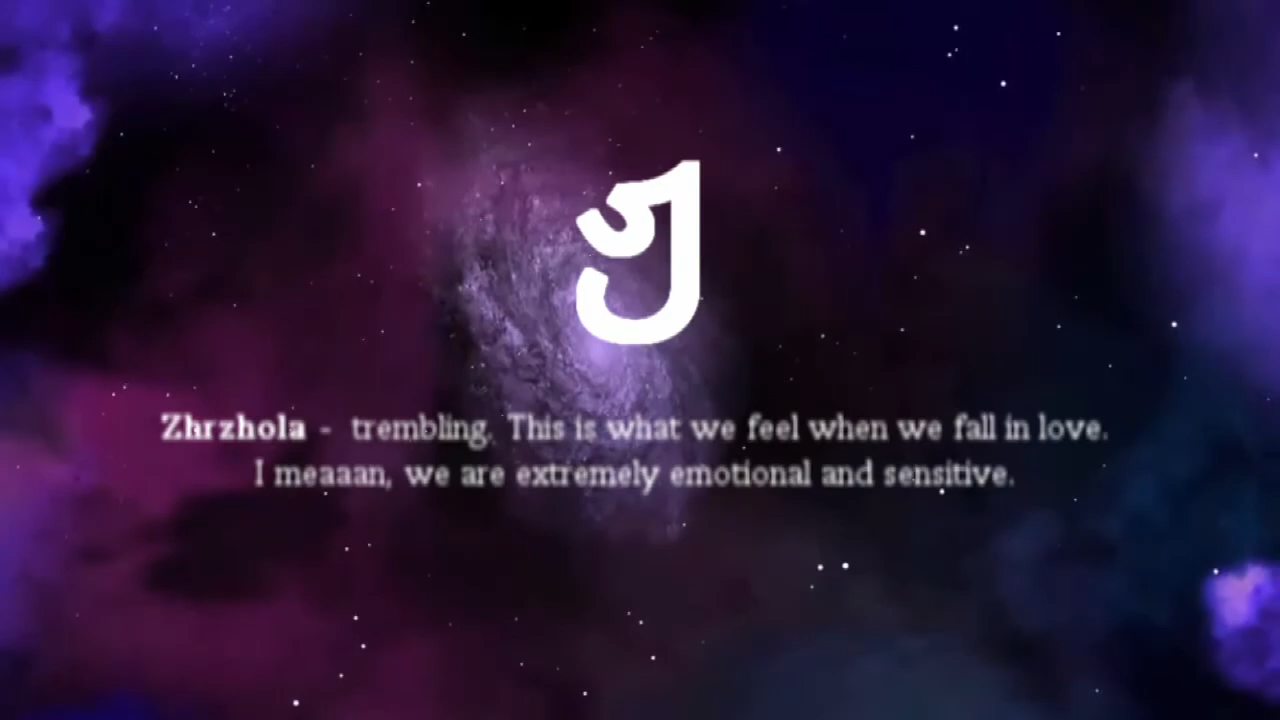 ჟ
Zhrzhola - trembling. This is what we feel when we fall in love.
I meaaan, we are extremely emotional and sensitive.